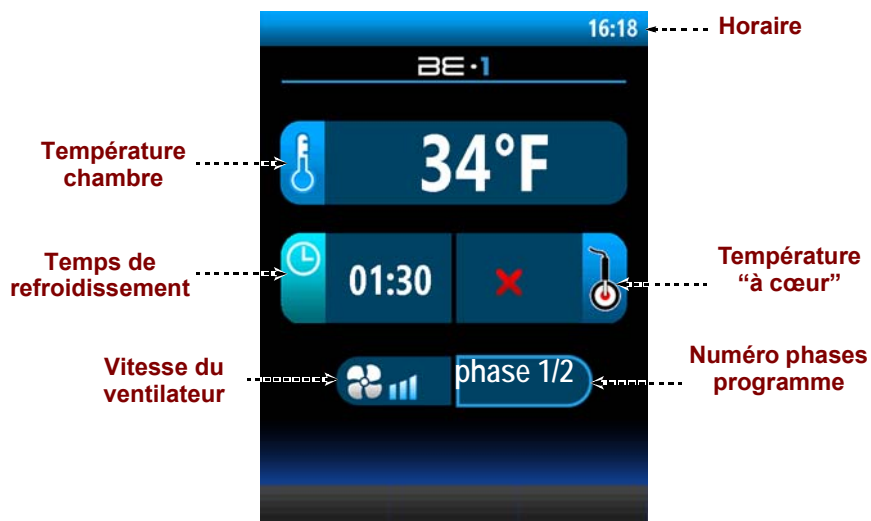 16:18
Horaire
BE·1
Température
chambre
34°F
Temps de
refroidissement
01:30
Température
“à cœur”
Vitesse du
ventilateur
phase 1/2
Numéro phases
programme